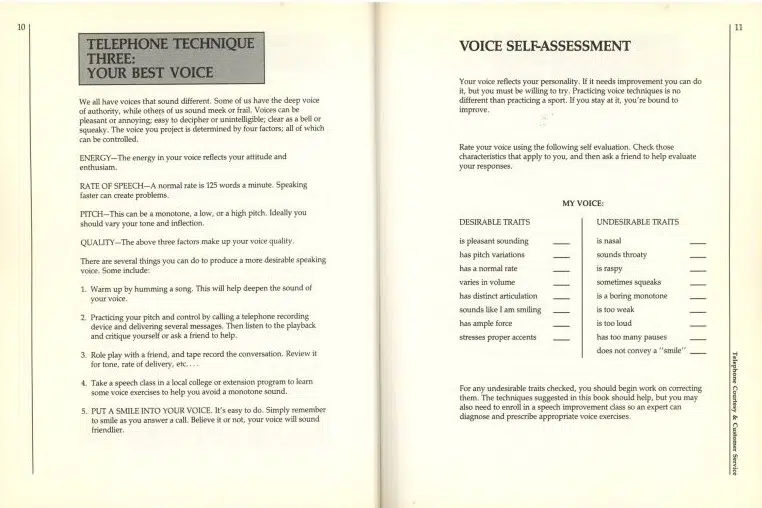 10
TELEPHONE TECHNIQUE
THREE:
YOUR BEST VOICE
We all have voices that sound different. Some of us have the deep voice
of authority, while others of us sound meek or frail. Voices can be
pleasant or annoying; easy to decipher or unintelligible; clear as a bell or
squeaky. The voice you project is determined by four factors; all of which
can be controlled.
ENERGY—The energy in your voice reflects your attitude and
enthusiasm.
RATE OF SPEECH—A normal rate is 125 words a minute. Speaking
faster can create problems.
PITCH—This can be a monotone, a low, or a high pitch. Ideally you
should vary your tone and inflection.
QUALITY—The above three factors make up your voice quality.
There are several things you can do to produce a more desirable speaking
voice. Some include:
1. Warm up by humming a song. This will help deepen the sound of
your voice.
2. Practicing your pitch and control by calling a telephone recording
device and delivering several messages. Then listen to the playback
and critique yourself or ask a friend to help.
3. Role play with a friend, and tape record the conversation. Review it
for tone, rate of delivery, etc. . . .
4. Take a speech class in a local college or extension program to learn
some voice exercises to help you avoid a monotone sound.
5. PUT A SMILE INTO YOUR VOICE. It's easy to do. Simply remember
to smile as you answer a call. Believe it or not, your voice will sound
friendlier.
11
VOICE SELF-ASSESSMENT
Your voice reflects your personality. If it needs improvement you can do
it, but you must be willing to try. Practicing voice techniques is no
different than practicing a sport. If you stay at it, you're bound to
improve.
Rate your voice using the following self evaluation. Check those
characteristics that apply to you, and then ask a friend to help evaluate
your responses.
MY VOICE:
DESIRABLE TRAITS
is pleasant sounding
has pitch variations
has a normal rate
varies in volume
has distinct articulation
sounds like I am smiling
has ample force
stresses proper accents
UNDESIRABLE TRAITS
is nasal
sounds throaty
is raspy
sometimes squeaks
is a boring monotone
is too weak
is too loud
has too many pauses
does not convey a "smile"
For any undesirable traits checked, you should begin work on correcting
them. The techniques suggested in this book should help, but you may
also need to enroll in a speech improvement class so an expert can
diagnose and prescribe appropriate voice exercises.
Telephone Courtesy & Customer Service